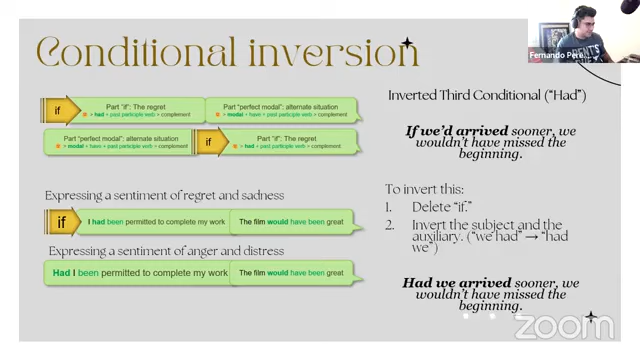 Conditional inversion
Fernando Pére...
if
Part "if": The regret
> had + past participle verb > complement
Part "perfect modal": alternate situation
> modal + have + past participle verb > complement
Part "perfect modal": alternate situation
> modal + have + past participle verb > complement
if
Part "if": The regret
> had + past participle verb > complement
Expressing a sentiment of regret and sadness
if
I had been permitted to complete my work
The film would have been great
Expressing a sentiment of anger and distress
Had I been permitted to complete my work
The film would have been great
Inverted Third Conditional ("Had")
If we'd arrived sooner, we
wouldn't have missed the
beginning.
To invert this:
1. Delete "if."
2. Invert the subject and the
auxiliary. ("we had" → "had
we")
Had we arrived sooner, we
wouldn't have missed the
beginning.
zoom